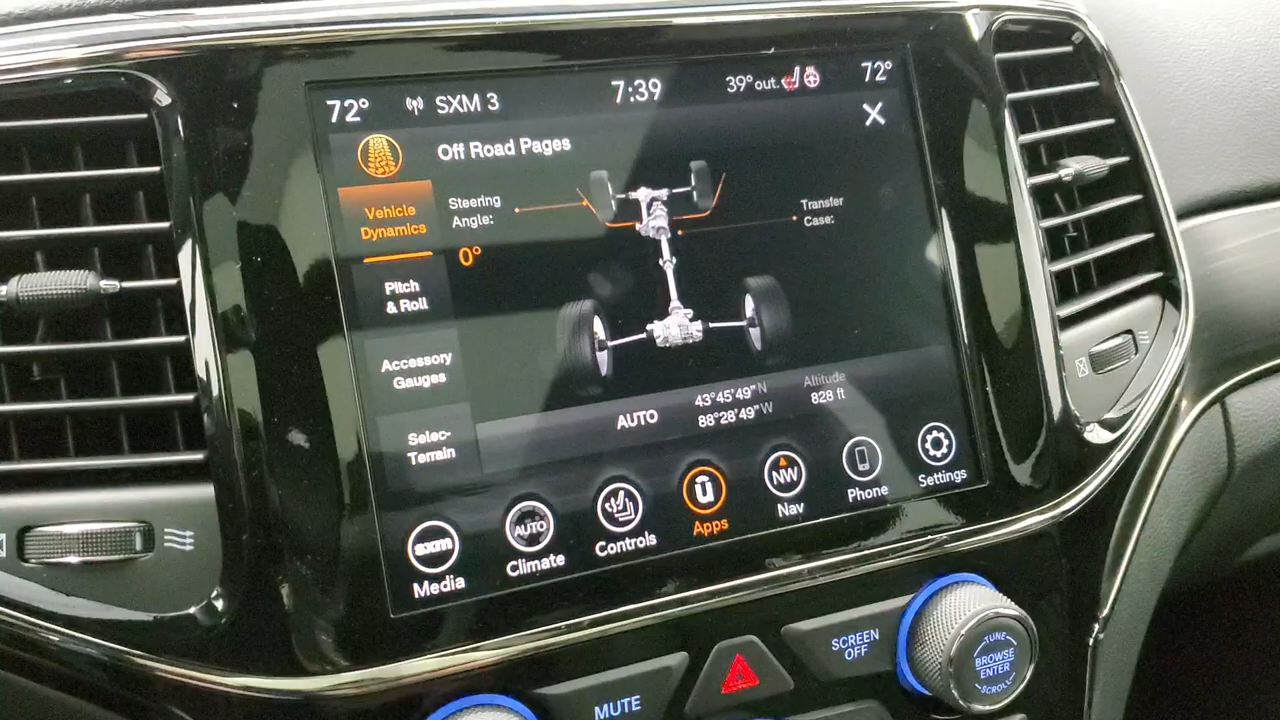 72° SXM 3 7:39 39° out. 72°
Off Road Pages
Vehicle
Dynamics
Steering
Angle:
0°
Transfer
Case:
Pitch
& Roll
Accessory
Gauges
Selec-
Terrain
AUTO
43°45'49"N
88°28'49"W
Altitude
828 ft
sxm
Media
AUTO
Climate
Controls
Apps
NW
Nav
Phone
Settings
MUTE
SCREEN
OFF
TUNE
BROWSE
ENTER
SCROLL